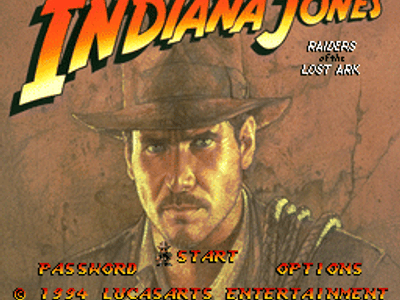 INDIANA JONES
RAIDERS
of the
LOST ARK
START
PASSWORD OPTIONS
© 1994 LUCASARTS ENTERTAINMENT